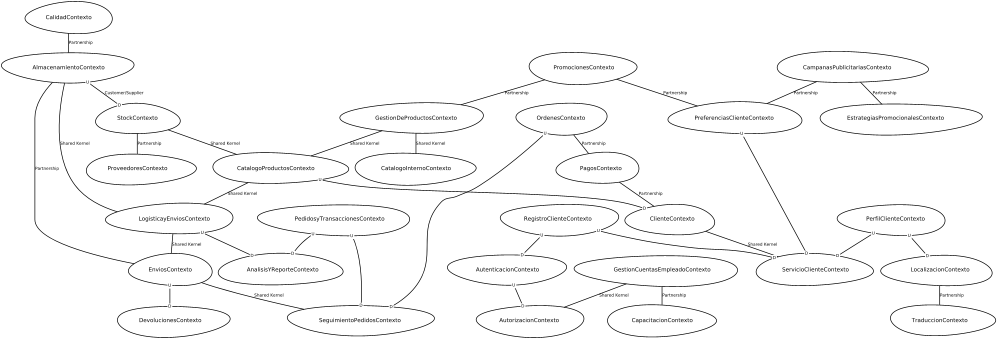 CalidadContexto
Partnership
AlmacenamientoContexto
PromocionesContexto
CampanasPublicitariasContexto
U
Customer/Supplier
Partnership
Partnership
Partnership
Partnership
D
StockContexto
GestionDeProductosContexto
OrdenesContexto
PreferenciasClienteContexto
EstrategiasPromocionalesContexto
U
U
Partnership
Shared Kernel
Shared Kernel
Shared Kernel
Partnership
Partnership
ProveedoresContexto
CatalogoProductosContexto
CatalogoInternoContexto
PagosContexto
Shared Kernel
U
Shared Kernel
Partnership
D
LogisticayEnviosContexto
PedidosyTransaccionesContexto
RegistroClienteContexto
ClienteContexto
PerfilClienteContexto
U
U
U
U
U
U
U
Shared Kernel
Shared Kernel
D
D
D
D
D
D
D
EnviosContexto
AnalisisYReporteContexto
AutenticacionContexto
GestionCuentasEmpleadoContexto
ServicioClienteContexto
LocalizacionContexto
U
U
Shared Kernel
Shared Kernel
Partnership
Partnership
D
D
D
D
DevolucionesContexto
SeguimientoPedidosContexto
AutorizacionContexto
CapacitacionContexto
TraduccionContexto